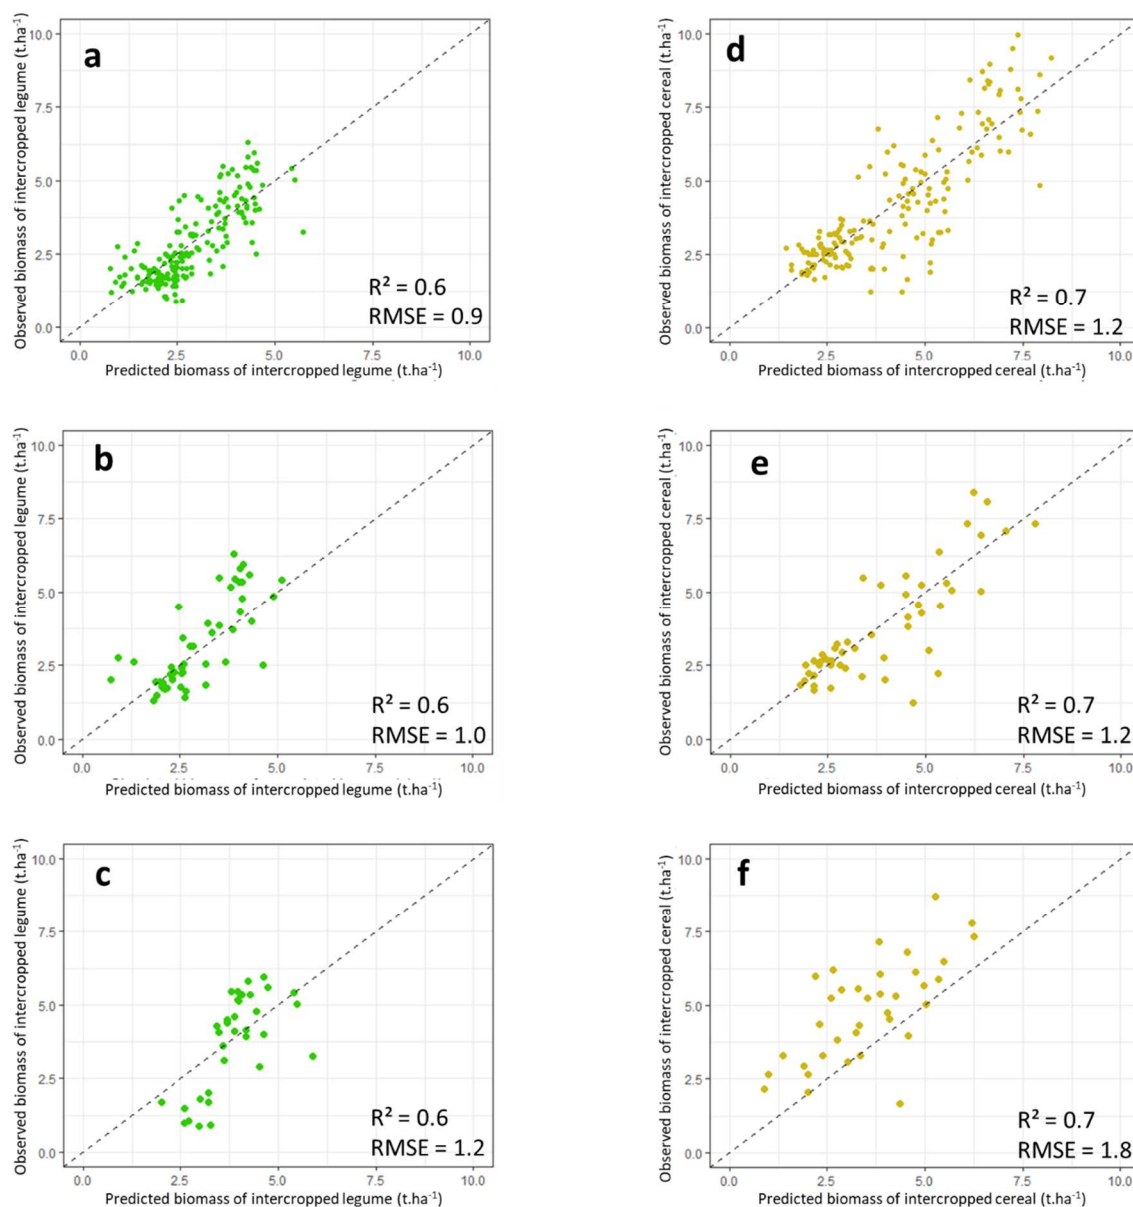 a
Observed biomass of intercropped legume (t.ha⁻¹)
10.0
7.5
5.0
2.5
0.0
R² = 0.6
RMSE = 0.9
0.0 2.5 5.0 7.5 10.0
Predicted biomass of intercropped legume (t.ha⁻¹)
d
Observed biomass of intercropped cereal (t.ha⁻¹)
10.0
7.5
5.0
2.5
0.0
R² = 0.7
RMSE = 1.2
0.0 2.5 5.0 7.5 10.0
Predicted biomass of intercropped cereal (t.ha⁻¹)
b
Observed biomass of intercropped legume (t.ha⁻¹)
10.0
7.5
5.0
2.5
0.0
R² = 0.6
RMSE = 1.0
0.0 2.5 5.0 7.5 10.0
Predicted biomass of intercropped legume (t.ha⁻¹)
e
Observed biomass of intercropped cereal (t.ha⁻¹)
10.0
7.5
5.0
2.5
0.0
R² = 0.7
RMSE = 1.2
0.0 2.5 5.0 7.5 10.0
Predicted biomass of intercropped cereal (t.ha⁻¹)
c
Observed biomass of intercropped legume (t.ha⁻¹)
10.0
7.5
5.0
2.5
0.0
R² = 0.6
RMSE = 1.2
0.0 2.5 5.0 7.5 10.0
Predicted biomass of intercropped legume (t.ha⁻¹)
f
Observed biomass of intercropped cereal (t.ha⁻¹)
10.0
7.5
5.0
2.5
0.0
R² = 0.7
RMSE = 1.8
0.0 2.5 5.0 7.5 10.0
Predicted biomass of intercropped cereal (t.ha⁻¹)